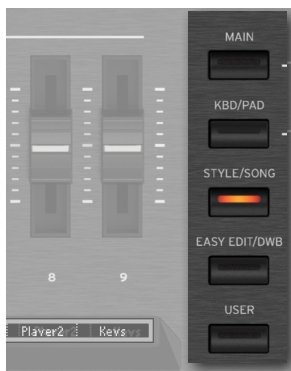 MAIN
KBD/PAD
STYLE/SONG
EASY EDIT/DWB
USER
8 9
Player2 Keys